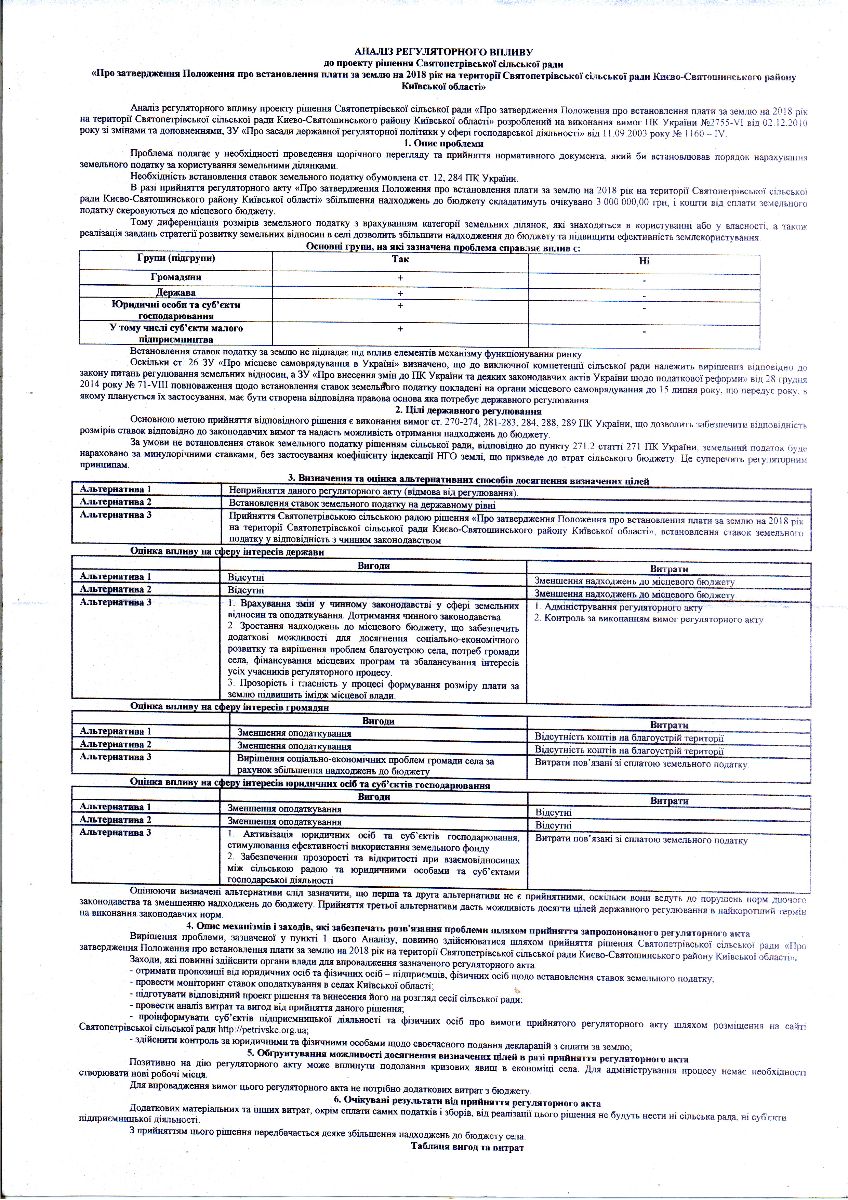 АНАЛІЗ РЕГУЛЯТОРНОГО ВПЛИВУ
до проекту рішення Святопетрівської сільської ради
«Про затвердження Положення про встановлення плати за землю на 2018 рік на території Святопетрівської сільської ради Києво-Святошинського району
Київської області»
Аналіз регуляторного впливу проекту рішення Святопетрівської сільської ради «Про затвердження Положення про встановлення плати за землю на 2018 рік
на території Святопетрівської сільської ради Києво-Святошинського району Київської області» розроблений на виконання вимог ПК України №2755-VI від 02.12.2010
року зі змінами та доповненнями, ЗУ «Про засади державної регуляторної політики у сфері господарської діяльності» від 11.09.2003 року № 1160 – IV.
1. Опис проблеми
Проблема полягає у необхідності проведення щорічного перегляду та прийняття нормативного документа, який би встановлював порядок нарахування
земельного податку за користування земельними ділянками.
Необхідність встановлення ставок земельного податку обумовлена ст. 12, 284 ПК України.
В разі прийняття регуляторного акту «Про затвердження Положення про встановлення плати за землю на 2018 рік на території Святопетрівської сільської
ради Києво-Святошинського району Київської області» збільшення надходжень до бюджету складатимуть очікувано 3 000 000,00 грн, і кошти від сплати земельного
податку скеровуються до місцевого бюджету.
Тому диференціація розмірів земельного податку з врахуванням категорії земельних ділянок, які знаходяться в користуванні або у власності, а також
реалізація завдань стратегії розвитку земельних відносин в селі дозволить збільшити надходження до бюджету та підвищити ефективність землекористування
Основні групи, на які зазначена проблема справляє вплив є:
Групи (підгрупи) Так Ні
Громадяни + -
Держава + -
Юридичні особи та суб'єкти + -
господарювання
У тому числі суб'єкти малого + -
підприємництва
Встановлення ставок податку за землю не підпадає під вплив елементів механізму функціонування ринку
Оскільки ст. 26 ЗУ «Про місцеве самоврядування в Україні» визначено, що до виключної компетенції сільської ради належить вирішення відповідно до
закону питань регулювання земельних відносин, а ЗУ «Про внесення змін до ПК України та деяких законодавчих актів України щодо податкової реформи» від 28 грудня
2014 року № 71-VIII повноваження щодо встановлення ставок земельного податку покладені на органи місцевого самоврядування до 15 липня року, що передує року, в
якому планується їх застосування, має бути створена відповідна правова основа яка потребує державного регулювання
2. Цілі державного регулювання
Основною метою прийняття відповідного рішення є виконання вимог ст. 270-274, 281-283, 284, 288, 289 ПК України, що дозволить забезпечити відповідність
розмірів ставок відповідно до законодавчих вимог та надасть можливість отримання надходжень до бюджету.
За умови не встановлення ставок земельного податку рішенням сільської ради, відповідно до пункту 271.2 статті 271 ПК України, земельний податок буде
нараховано за минулорічними ставками, без застосування коефіцієнту індексації НГО землі, що призведе до втрат сільського бюджету. Це суперечить регуляторним
принципам.
3. Визначення та оцінка альтернативних способів досягнення визначених цілей
Альтернатива 1 Неприйняття даного регуляторного акту (відмова від регулювання).
Альтернатива 2 Встановлення ставок земельного податку на державному рівні
Альтернатива 3 Прийняття Святопетрівською сільською радою рішення «Про затвердження Положення про встановлення плати за землю на 2018 рік
на території Святопетрівської сільської ради Києво-Святошинського району Київської області», встановлення ставок земельного
податку у відповідність з чинним законодавством
Оцінка впливу на сферу інтересів держави
Вигоди Витрати
Альтернатива 1 Відсутні Зменшення надходжень до місцевого бюджету
Альтернатива 2 Відсутні Зменшення надходжень до місцевого бюджету
Альтернатива 3 1. Врахування змін у чинному законодавстві у сфері земельних 1. Адміністрування регуляторного акту
відносин та оподаткування. Дотримання чинного законодавства 2. Контроль за виконанням вимог регуляторного акту
2. Зростання надходжень до місцевого бюджету, що забезпечить
додаткові можливості для досягнення соціально-економічного
розвитку та вирішення проблем благоустрою села, потреб громади
села, фінансування місцевих програм та збалансування інтересів
усіх учасників регуляторного процесу.
3. Прозорість і гласність у процесі формування розміру плати за
землю підвищить імідж місцевої влади.
Оцінка впливу на сферу інтересів громадян
Вигоди Витрати
Альтернатива 1 Зменшення оподаткування Відсутність коштів на благоустрій території
Альтернатива 2 Зменшення оподаткування Відсутність коштів на благоустрій території
Альтернатива 3 Вирішення соціально-економічних проблем громади села за Витрати пов'язані зі сплатою земельного податку
рахунок збільшення надходжень до бюджету
Оцінка впливу на сферу інтересів юридичних осіб та суб'єктів господарювання
Вигоди Витрати
Альтернатива 1 Зменшення оподаткування Відсутні
Альтернатива 2 Зменшення оподаткування Відсутні
Альтернатива 3 1. Активізація юридичних осіб та суб'єктів господарювання, Витрати пов'язані зі сплатою земельного податку
стимулювання ефективності використання земельного фонду
2. Забезпечення прозорості та відкритості при взаємовідносинах
між сільською радою та юридичними особами та суб'єктами
господарської діяльності
Оцінюючи визначені альтернативи слід зазначити, що перша та друга альтернативи не є прийнятними, оскільки вони ведуть до порушень норм діючого
законодавства та зменшенню надходжень до бюджету. Прийняття третьої альтернативи дасть можливість досягти цілей державного регулювання в найкоротший термін
на виконання законодавчих норм.
4. Опис механізмів і заходів, які забезпечать розв'язання проблеми шляхом прийняття запропонованого регуляторного акта
Вирішення проблеми, зазначеної у пункті 1 цього Аналізу, повинно здійснюватися шляхом прийняття рішення Святопетрівської сільської ради «Про
затвердження Положення про встановлення плати за землю на 2018 рік на території Святопетрівської сільської ради Києво-Святошинського району Київської області».
Заходи, які повинні здійснити органи влади для впровадження зазначеного регуляторного акта
- отримати пропозиції від юридичних осіб та фізичних осіб – підприємців, фізичних осіб щодо встановлення ставок земельного податку,
- провести моніторинг ставок оподаткування в селах Київської області;
- підготувати відповідний проект рішення та винесення його на розгляд сесії сільської ради;
- провести аналіз витрат та вигод від прийняття даного рішення;
- проінформувати суб'єктів підприємницької діяльності та фізичних осіб про вимоги прийнятого регуляторного акту шляхом розміщення на сайті
Святопетрівської сільської ради http://petrivske.org.ua;
- здійснити контроль за юридичними та фізичними особами щодо своєчасного подання декларацій з сплати за землю;
5. Обґрунтування можливості досягнення визначених цілей в разі прийняття регуляторного акта
Позитивно на дію регуляторного акту може вплинути подолання кризових явищ в економіці села. Для адміністрування процесу немає необхідності
створювати нові робочі місця.
Для впровадження вимог цього регуляторного акта не потрібно додаткових витрат з бюджету
6. Очікувані результати від прийняття регуляторного акта
Додаткових матеріальних та інших витрат, окрім сплати самих податків і зборів, від реалізації цього рішення не будуть нести ні сільська рада, ні суб'єкти
підприємницької діяльності.
З прийняттям цього рішення передбачається деяке збільшення надходжень до бюджету села.
Таблиця вигод та витрат